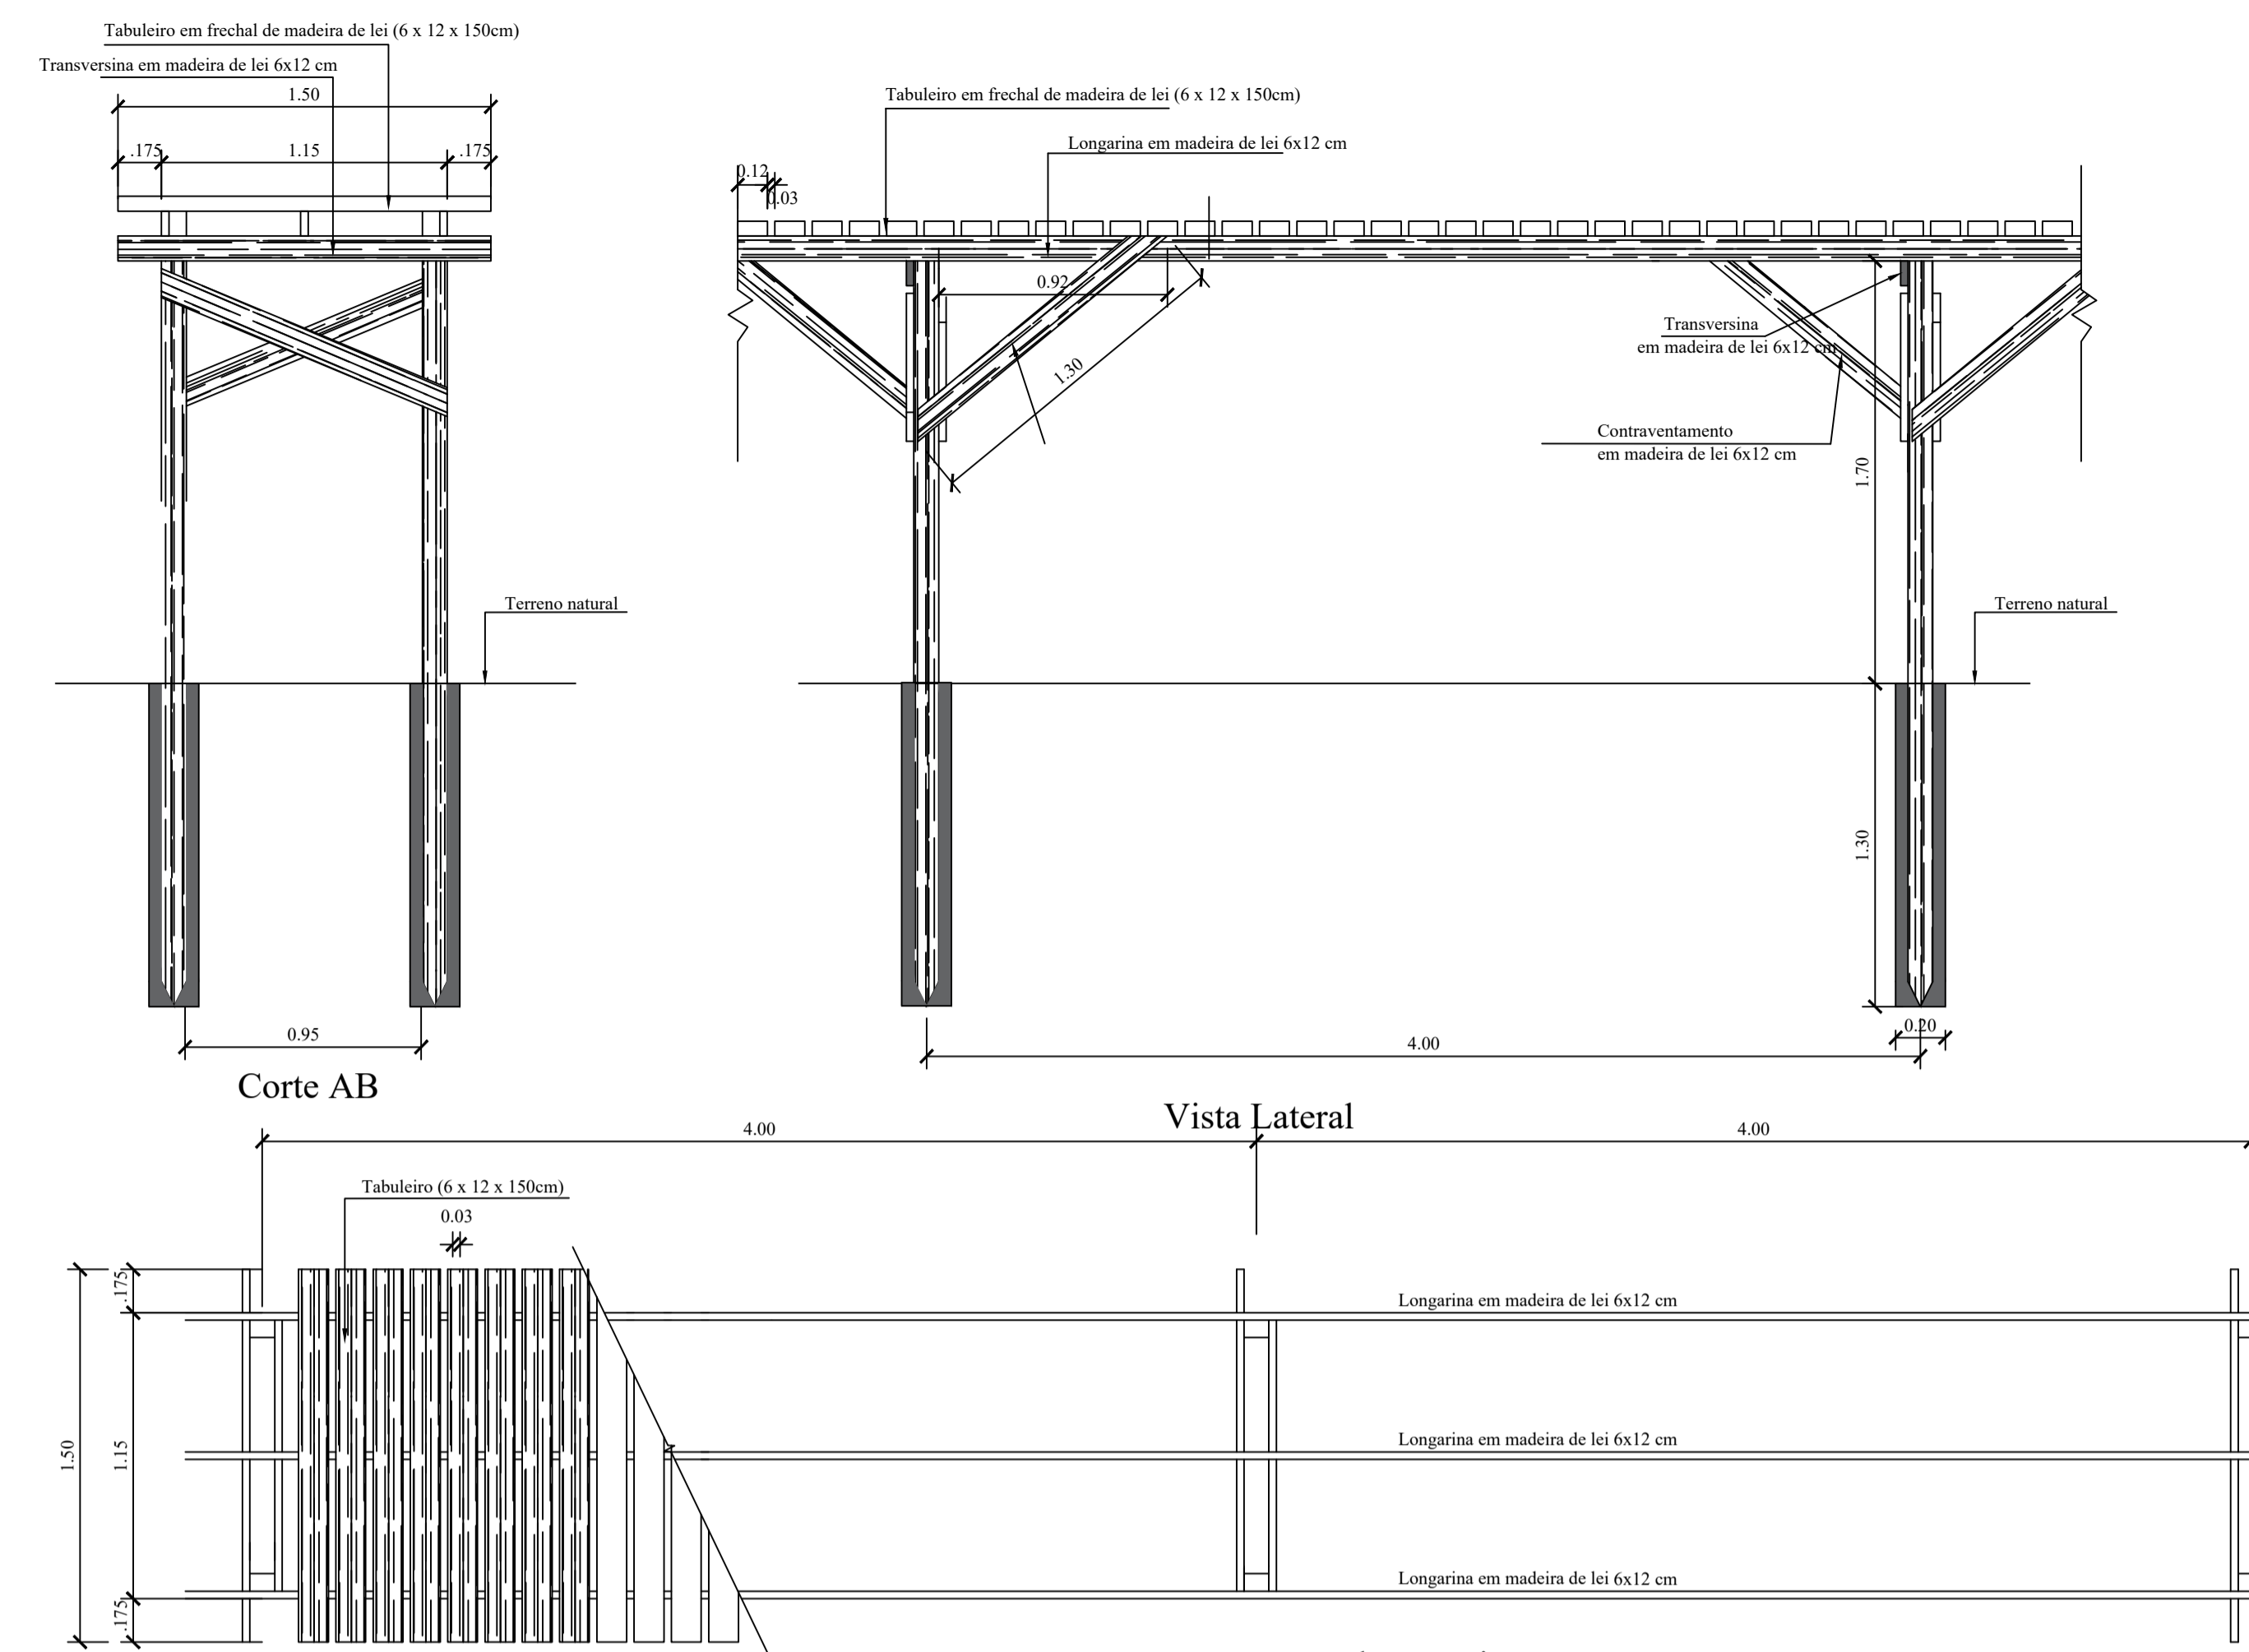 Tabuleiro em frechal de madeira de lei (6 x 12 x 150cm)
Transversina em madeira de lei 6x12 cm
1.50
.175
1.15
.175
Terreno natural
0.95
Corte AB
Tabuleiro em frechal de madeira de lei (6 x 12 x 150cm)
Longarina em madeira de lei 6x12 cm
0.12
0.03
0.92
1.30
Transversina
em madeira de lei 6x12 cm
Contraventamento
em madeira de lei 6x12 cm
1.70
Terreno natural
1.30
0.20
4.00
Vista Lateral
4.00
4.00
Tabuleiro (6 x 12 x 150cm)
0.03
.175
1.50
1.15
.175
Longarina em madeira de lei 6x12 cm
Longarina em madeira de lei 6x12 cm
Longarina em madeira de lei 6x12 cm